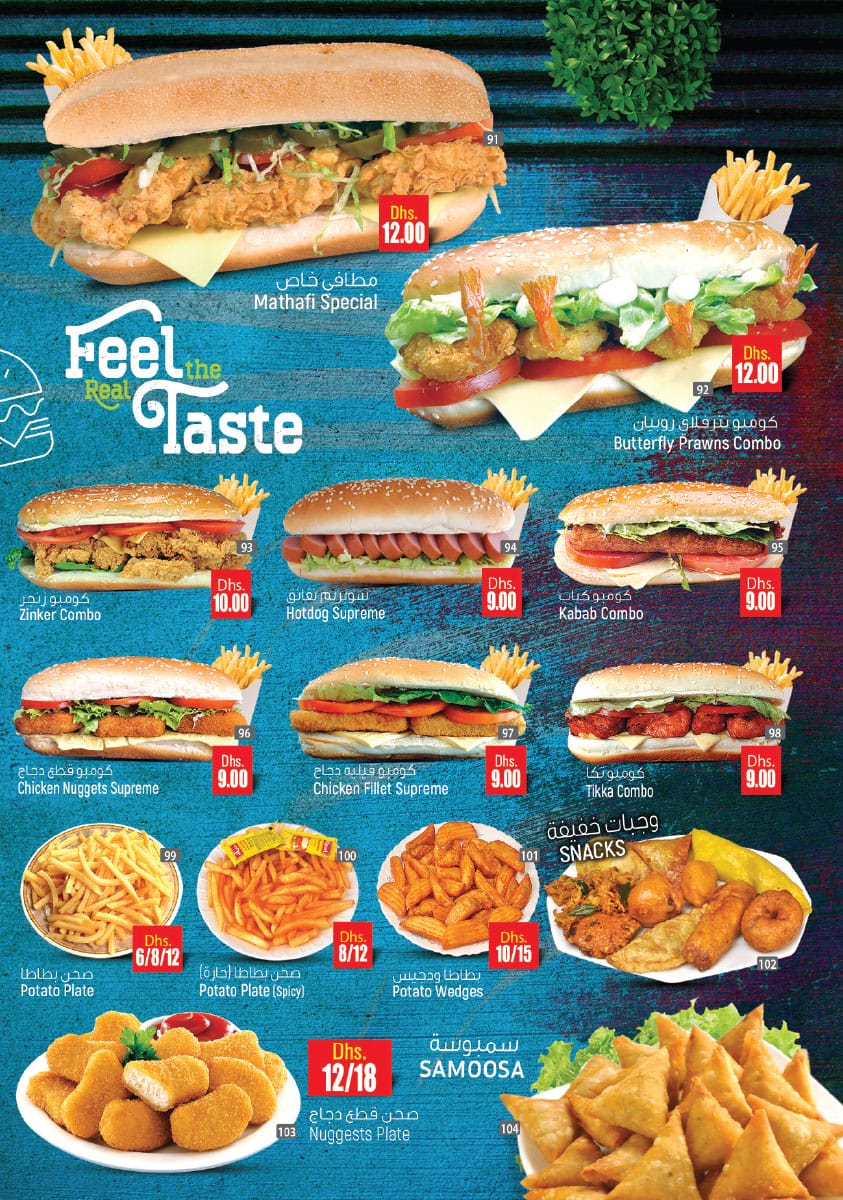 91
Dhs.
12.00
مطافي خاص
Mathafi Special
Feel the
Real
Taste
Dhs.
12.00
92
كومبو بترفلاي روبيان
Butterfly Prawns Combo
93
Dhs.
10.00
كومبو زنجر
Zinker Combo
94
Dhs.
9.00
سوبريم نقانق
Hotdog Supreme
95
Dhs.
9.00
كومبو كباب
Kabab Combo
96
Dhs.
9.00
كومبو قطع دجاج
Chicken Nuggets Supreme
97
Dhs.
9.00
كومبو فيليه دجاج
Chicken Fillet Supreme
98
Dhs.
9.00
كومبو تكا
Tikka Combo
99
Dhs.
6/8/12
صحن بطاطا
Potato Plate
100
Dhs.
8/12
صحن بطاطا (حارة)
Potato Plate (Spicy)
101
Dhs.
10/15
بطاطا ودجيس
Potato Wedges
وجبات خفيفة
SNACKS
102
103
Dhs.
12/18
صحن قطع دجاج
Nuggests Plate
سمبوسة
SAMOOSA
104